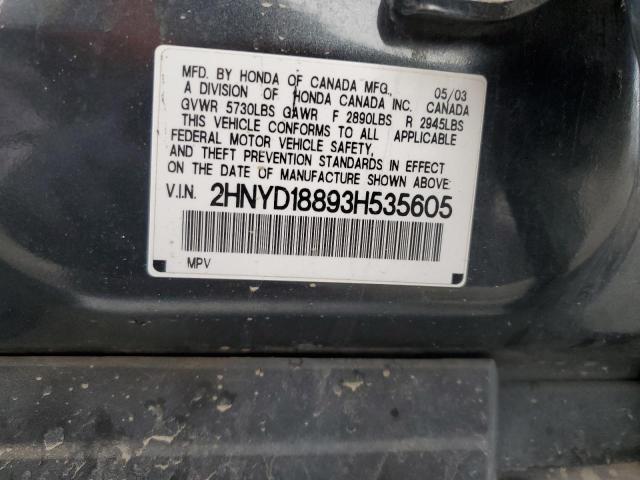 MFD. BY HONDA OF CANADA MFG., 05/03
A DIVISION OF HONDA CANADA INC. CANADA
GVWR 5730LBS GAWR F 2890LBS R 2945LBS
THIS VEHICLE CONFORMS TO ALL APPLICABLE
FEDERAL MOTOR VEHICLE SAFETY,
AND THEFT PREVENTION STANDARDS IN EFFECT
ON THE DATE OF MANUFACTURE SHOWN ABOVE.
V.I.N. 2HNYD18893H535605
MPV